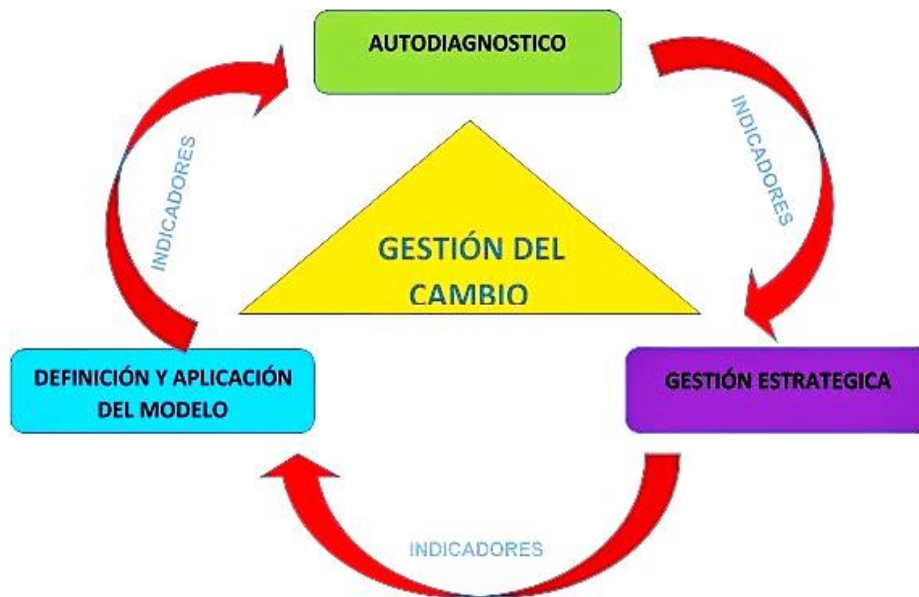 AUTODIAGNOSTICO
INDICADORES
INDICADORES
GESTIÓN DEL
CAMBIO
DEFINICIÓN Y APLICACIÓN
DEL MODELO
GESTIÓN ESTRATEGICA
INDICADORES